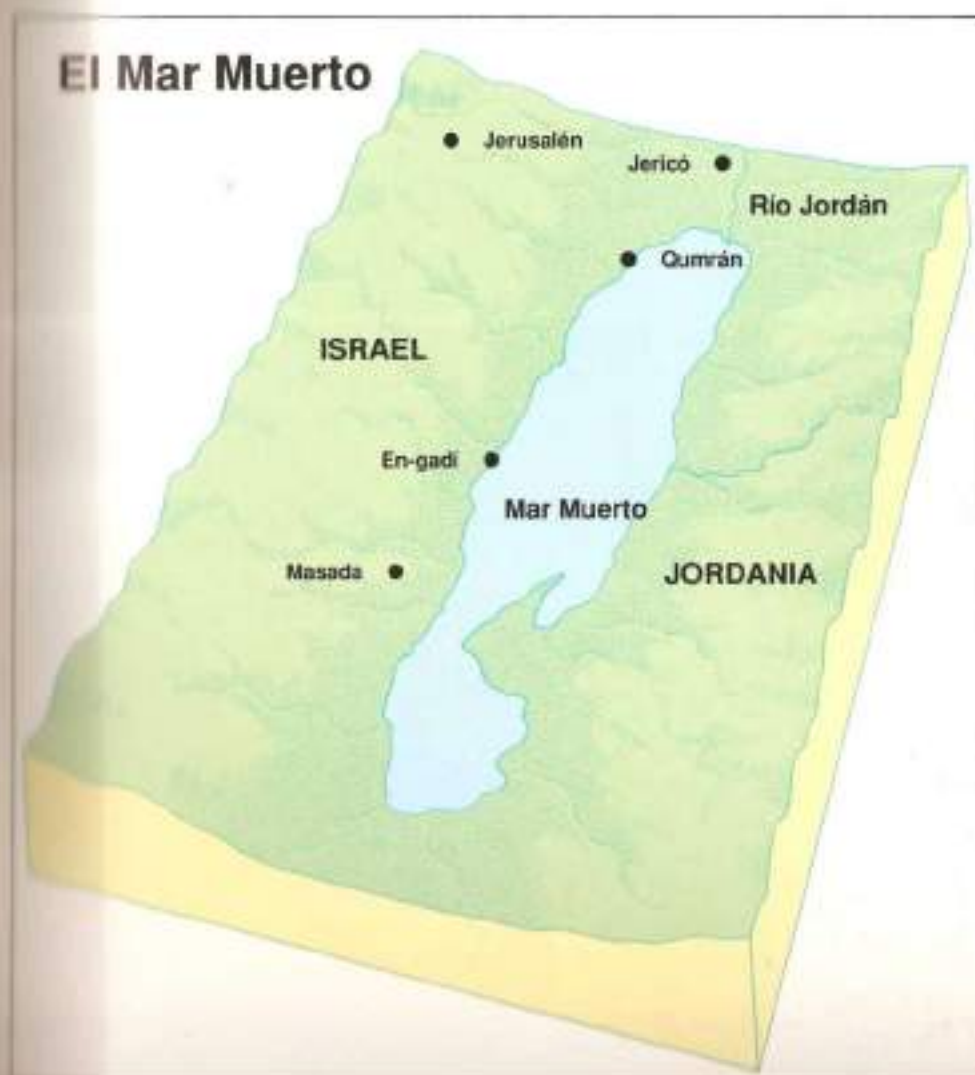 El Mar Muerto
Jerusalén
Jericó
Río Jordán
Qumrán
ISRAEL
En-gadi
Mar Muerto
Masada
JORDANIA